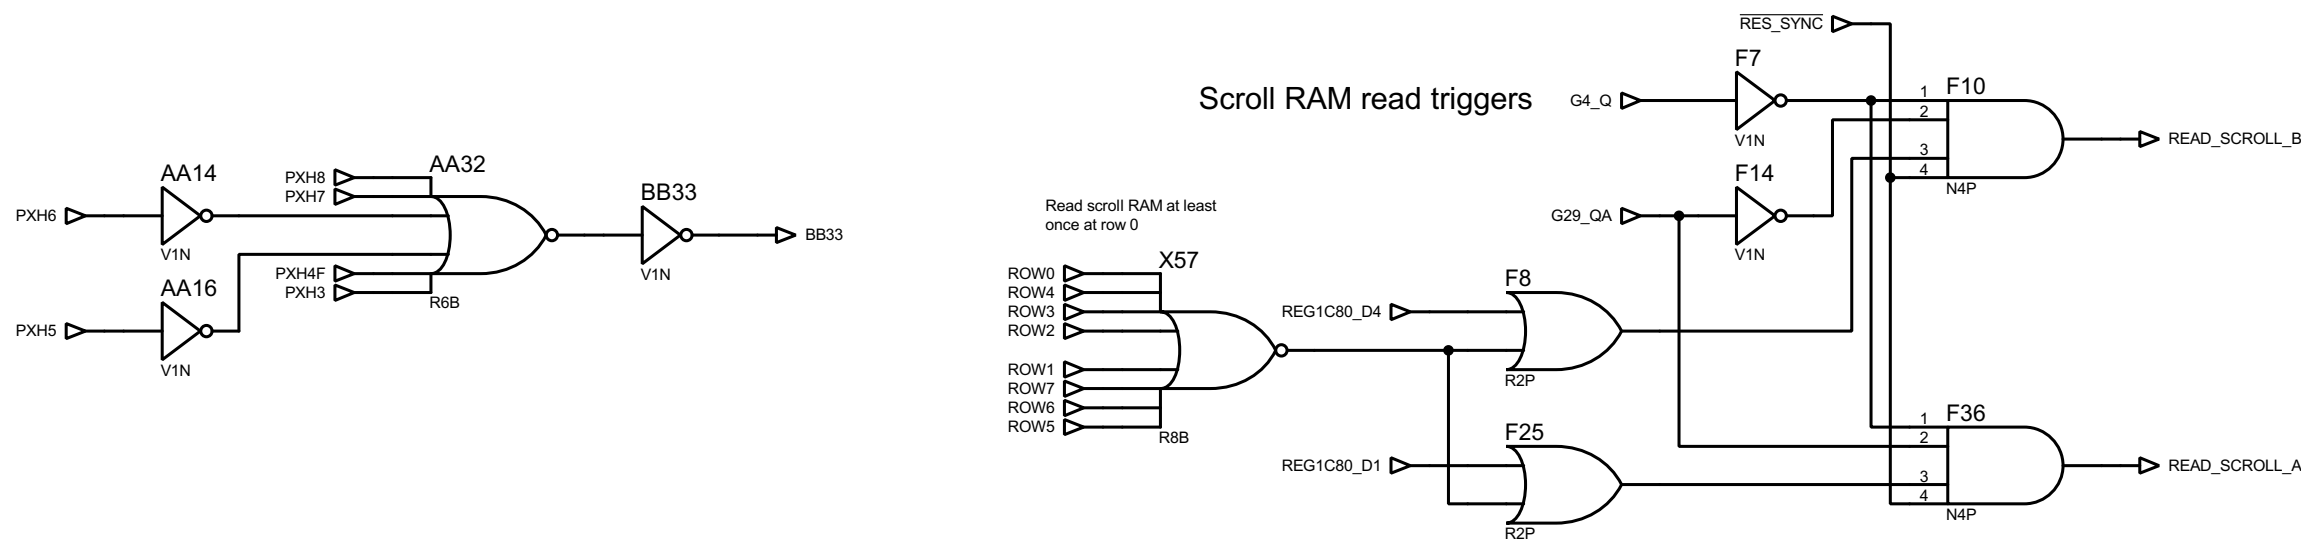 RES_SYNC
F7
Scroll RAM read triggers
G4_Q
V1N
1
2
3
4
F10
N4P
READ_SCROLL_B
AA14
PXH6
V1N
PXH8
PXH7
AA32
PXH4F
PXH3
R6B
BB33
V1N
BB33
AA16
PXH5
V1N
F14
G29_QA
V1N
Read scroll RAM at least
once at row 0
X57
ROW0
ROW4
ROW3
ROW2
ROW1
ROW7
ROW6
ROW5
R8B
F8
REG1C80_D4
R2P
F25
REG1C80_D1
R2P
F36
1
2
3
4
N4P
READ_SCROLL_A